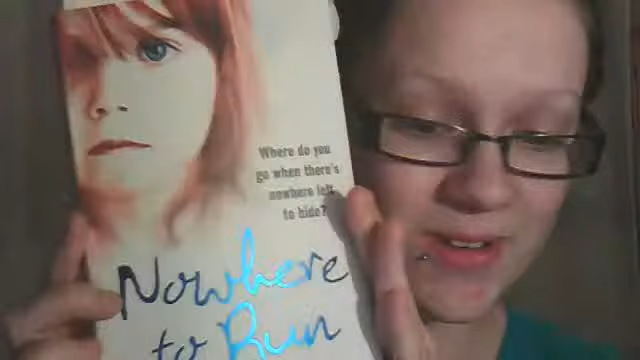 Where do you
go when there's
nowhere left
to hide?
Nowhere
to Run